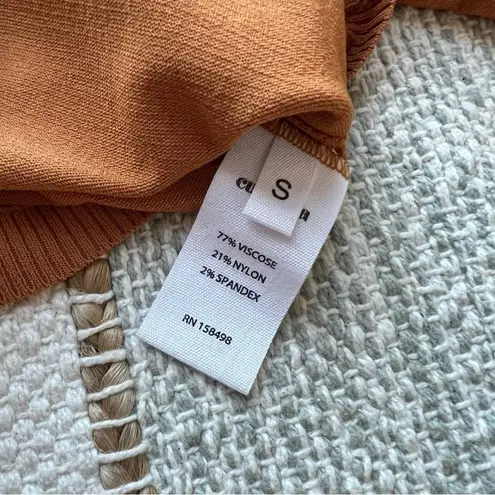 S
77% VISCOSE
21% NYLON
2% SPANDEX
RN 158498